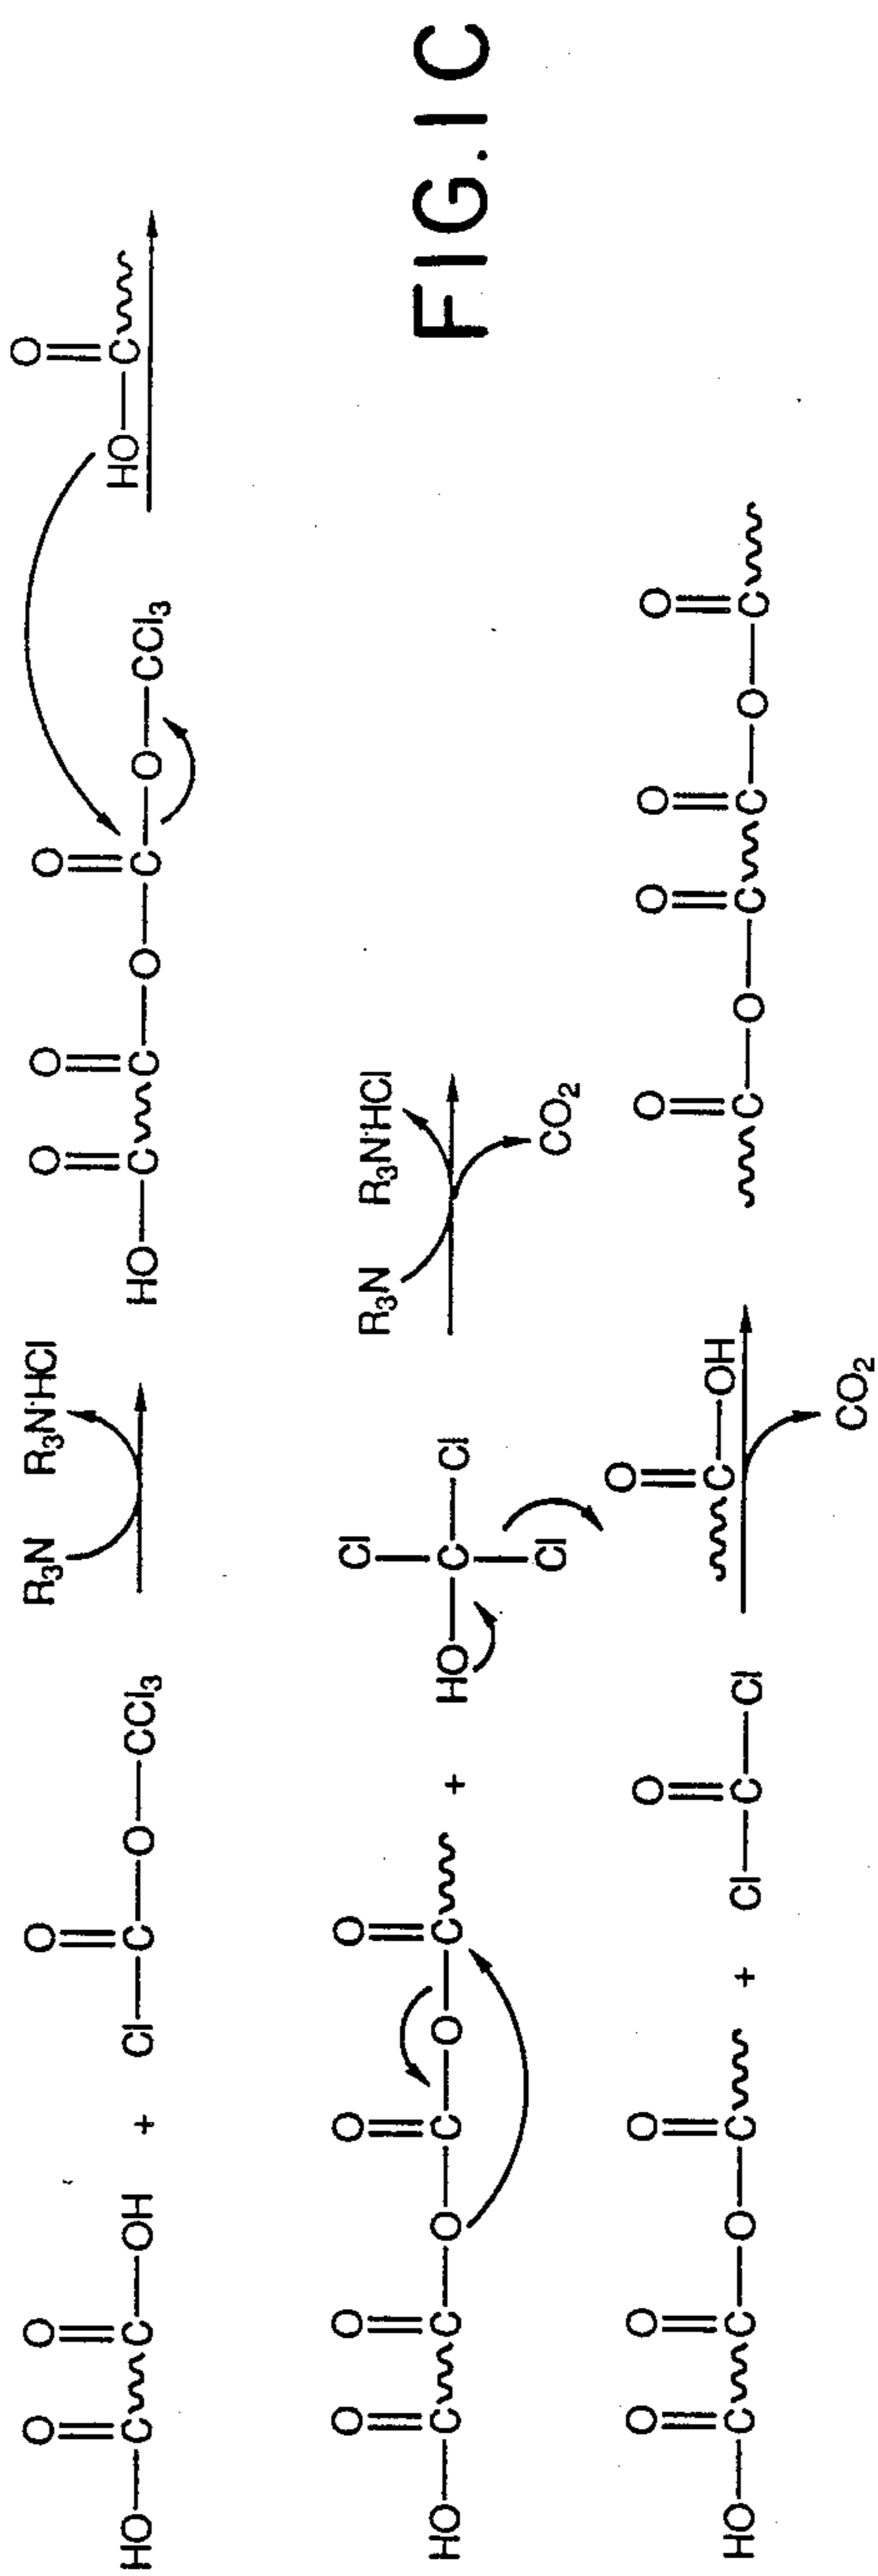 HO—C(=O)~C(=O)—OH + Cl—C(=O)—O—CCl₃
R₃N R₃N·HCl
HO—C(=O)~C(=O)—O—C(=O)—O—CCl₃
HO—C(=O)~
HO—C(=O)~C(=O)—O—C(=O)—O—C(=O)~ + HO—C(Cl)(Cl)—Cl
R₃N R₃N·HCl
CO₂
HO—C(=O)~C(=O)—O—C(=O)~ + Cl—C(=O)—Cl
~C(=O)—OH
CO₂
~C(=O)—O—C(=O)~C(=O)—O—C(=O)~
FIG. 1C